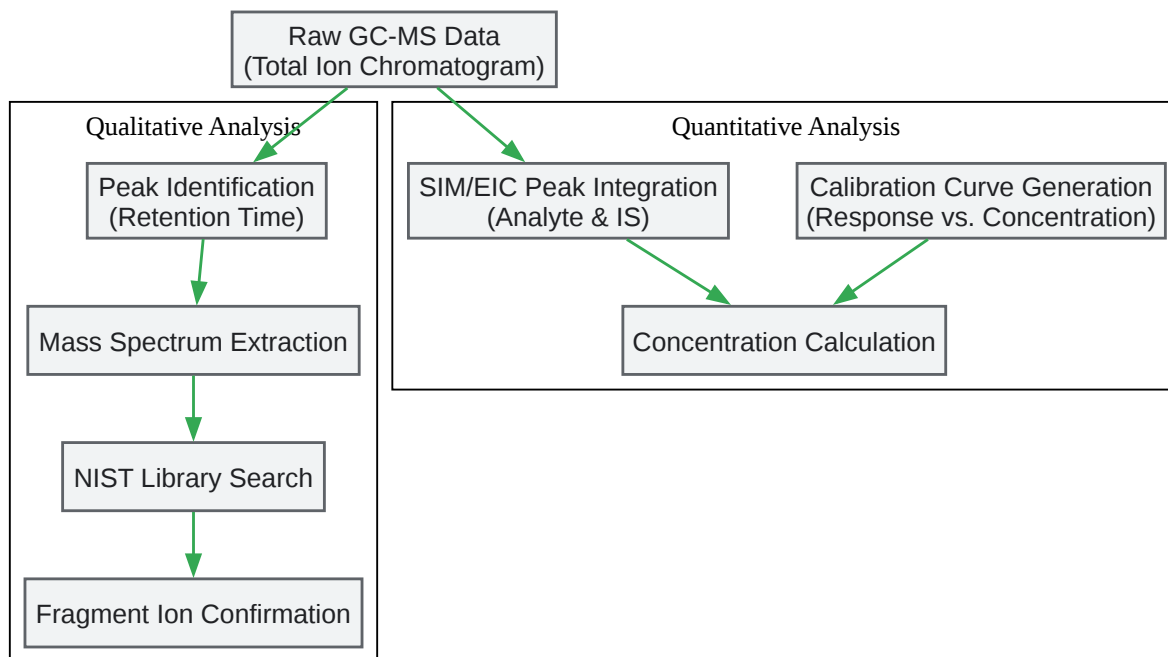 Raw GC-MS Data
(Total Ion Chromatogram)
Qualitative Analysis
Peak Identification
(Retention Time)
Mass Spectrum Extraction
NIST Library Search
Fragment Ion Confirmation
Quantitative Analysis
SIM/EIC Peak Integration
(Analyte & IS)
Calibration Curve Generation
(Response vs. Concentration)
Concentration Calculation